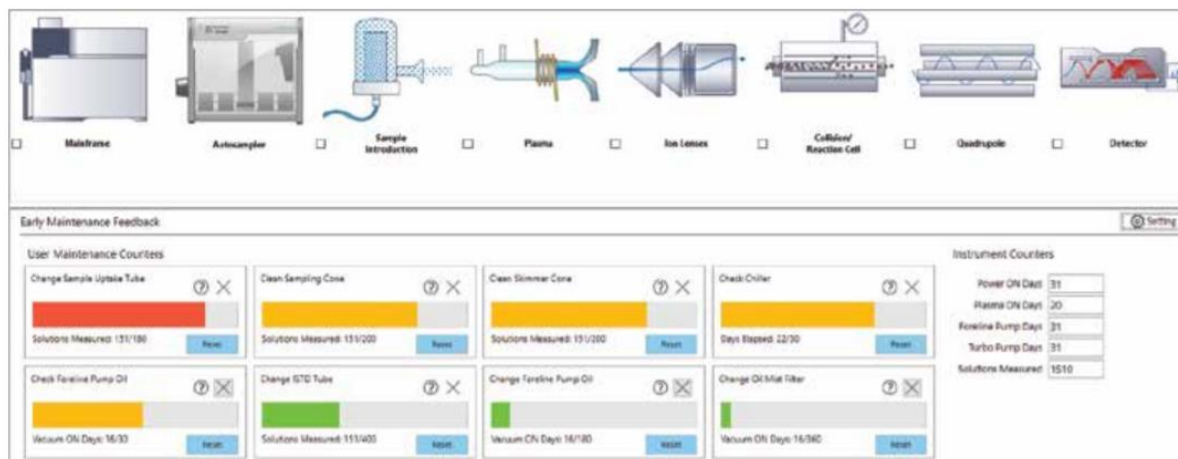 Mainframe
Autosampler
Sample
Introduction
Plasma
Ion Lenses
Collision/
Reaction Cell
Quadrupole
Detector
Early Maintenance Feedback
Setting
User Maintenance Counters
Instrument Counters
Change Sample Uptake Tube
Solutions Measured: 151/180
Reset
Clean Sampling Cone
Solutions Measured: 151/200
Reset
Clean Skimmer Cone
Solutions Measured: 151/200
Reset
Check Chiller
Days Elapsed: 22/30
Reset
Check Foreline Pump Oil
Vacuum ON Days: 16/30
Reset
Change ISTD Tube
Solutions Measured: 151/400
Reset
Change Foreline Pump Oil
Vacuum ON Days: 16/180
Reset
Change Oil Mist Filter
Vacuum ON Days: 16/360
Reset
Power ON Days 31
Plasma ON Days 20
Foreline Pump Days 31
Turbo Pump Days 31
Solutions Measured 1510